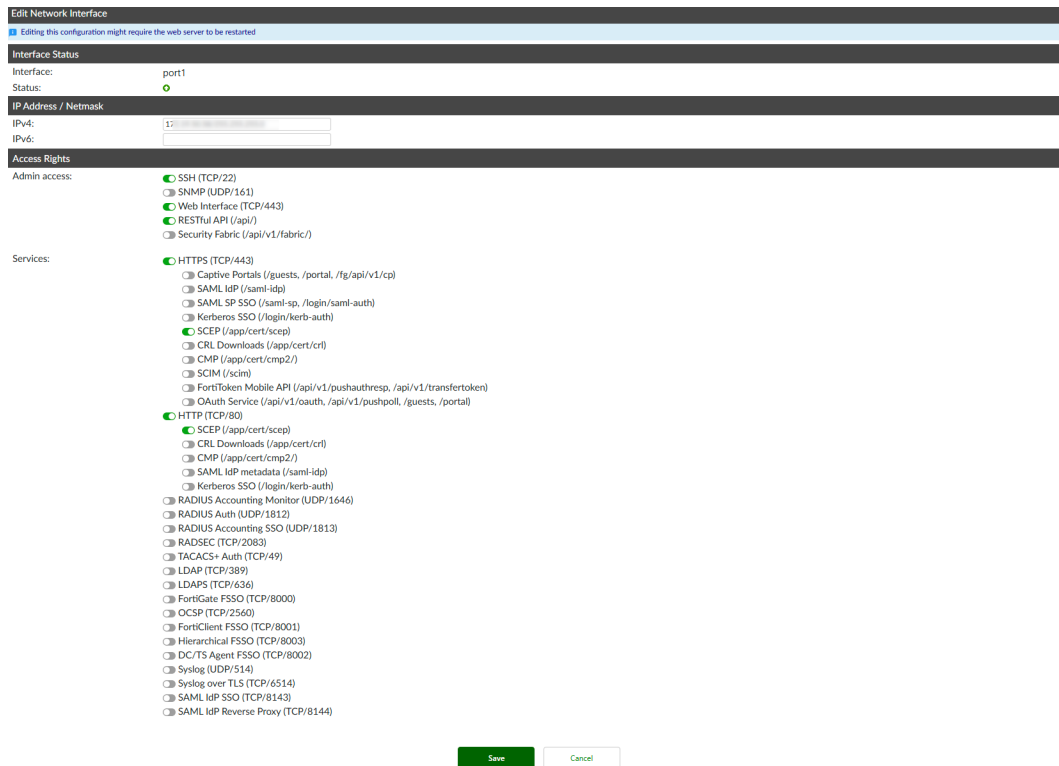 Edit Network Interface
Editing this configuration might require the web server to be restarted
Interface Status
Interface: port1
Status:
IP Address / Netmask
IPv4:
IPv6:
Access Rights
Admin access: SSH (TCP/22)
SNMP (UDP/161)
Web Interface (TCP/443)
RESTful API (/api/)
Security Fabric (/api/v1/fabric/)
Services: HTTPS (TCP/443)
Captive Portals (/guests, /portal, /fg/api/v1/cp)
SAML IdP (/saml-idp)
SAML SP SSO (/saml-sp, /login/saml-auth)
Kerberos SSO (/login/kerb-auth)
SCEP (/app/cert/scep)
CRL Downloads (/app/cert/crl)
CMP (/app/cert/cmp2/)
SCIM (/scim)
FortiToken Mobile API (/api/v1/pushauthresp, /api/v1/transfertoken)
OAuth Service (/api/v1/oauth, /api/v1/pushpoll, /guests, /portal)
HTTP (TCP/80)
SCEP (/app/cert/scep)
CRL Downloads (/app/cert/crl)
CMP (/app/cert/cmp2/)
SAML IdP metadata (/saml-idp)
Kerberos SSO (/login/kerb-auth)
RADIUS Accounting Monitor (UDP/1646)
RADIUS Auth (UDP/1812)
RADIUS Accounting SSO (UDP/1813)
RADSEC (TCP/2083)
TACACS+ Auth (TCP/49)
LDAP (TCP/389)
LDAPS (TCP/636)
FortiGate FSSO (TCP/8000)
OCSP (TCP/2560)
FortiClient FSSO (TCP/8001)
Hierarchical FSSO (TCP/8003)
DC/TS Agent FSSO (TCP/8002)
Syslog (UDP/514)
Syslog over TLS (TCP/6514)
SAML IdP SSO (TCP/8143)
SAML IdP Reverse Proxy (TCP/8144)
Save Cancel